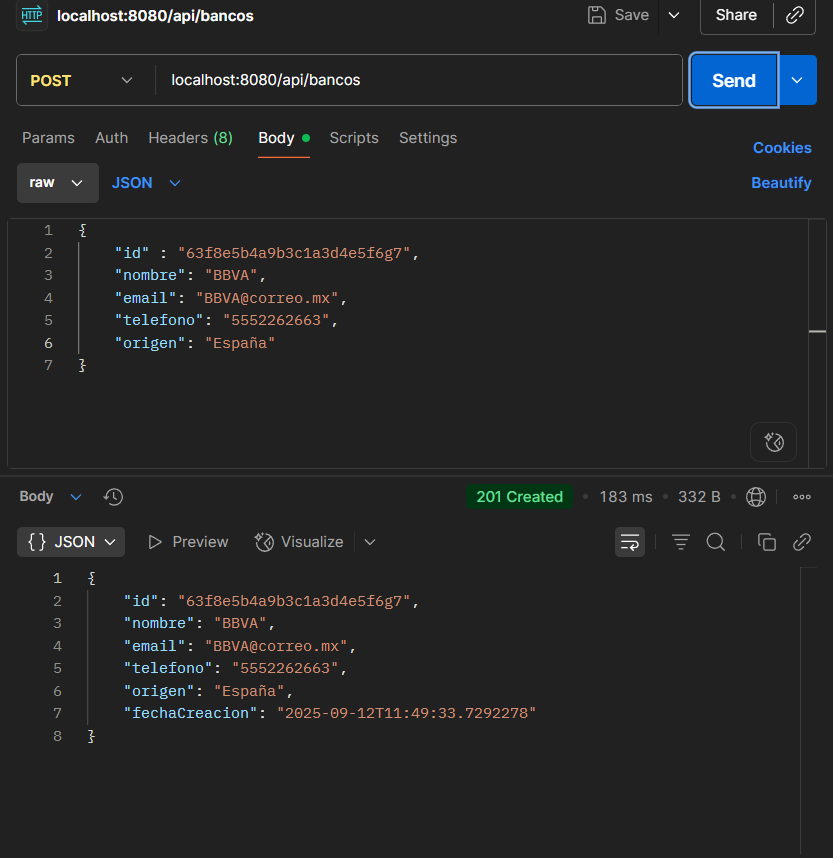 HTTP localhost:8080/api/bancos Save Share
POST localhost:8080/api/bancos Send
Params Auth Headers (8) Body Scripts Settings Cookies
raw JSON Beautify
1 {
2 "id" : "63f8e5b4a9b3c1a3d4e5f6g7",
3 "nombre": "BBVA",
4 "email": "BBVA@correo.mx",
5 "telefono": "5552262663",
6 "origen": "España"
7 }
Body 201 Created 183 ms 332 B
{} JSON Preview Visualize
1 {
2 "id": "63f8e5b4a9b3c1a3d4e5f6g7",
3 "nombre": "BBVA",
4 "email": "BBVA@correo.mx",
5 "telefono": "5552262663",
6 "origen": "España",
7 "fechaCreacion": "2025-09-12T11:49:33.7292278"
8 }